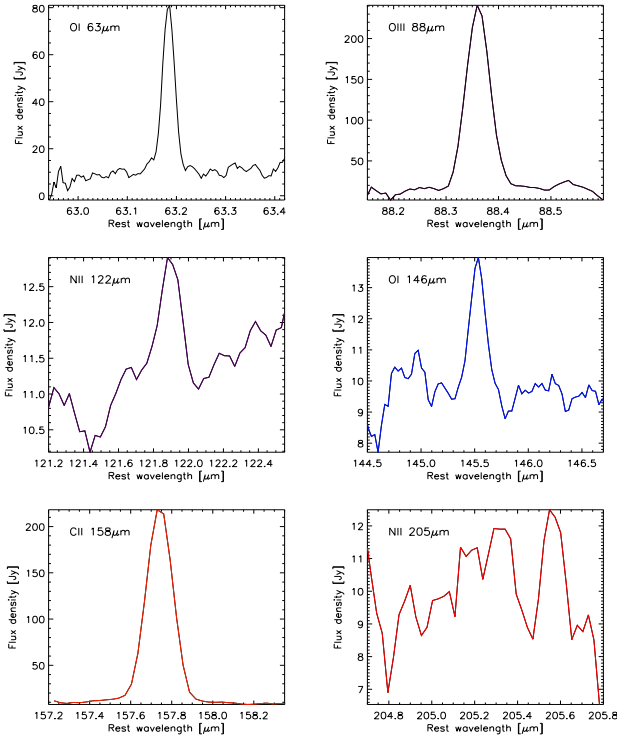 OI 63μm
Flux density [Jy]
80
60
40
20
0
63.0 63.1 63.2 63.3 63.4
Rest wavelength [μm]
OIII 88μm
Flux density [Jy]
200
150
100
50
88.2 88.3 88.4 88.5
Rest wavelength [μm]
NII 122μm
Flux density [Jy]
12.5
12.0
11.5
11.0
10.5
121.2 121.4 121.6 121.8 122.0 122.2 122.4
Rest wavelength [μm]
OI 146μm
Flux density [Jy]
13
12
11
10
9
8
144.5 145.0 145.5 146.0 146.5
Rest wavelength [μm]
CII 158μm
Flux density [Jy]
200
150
100
50
157.2 157.4 157.6 157.8 158.0 158.2
Rest wavelength [μm]
NII 205μm
Flux density [Jy]
12
11
10
9
8
7
204.8 205.0 205.2 205.4 205.6 205.8
Rest wavelength [μm]